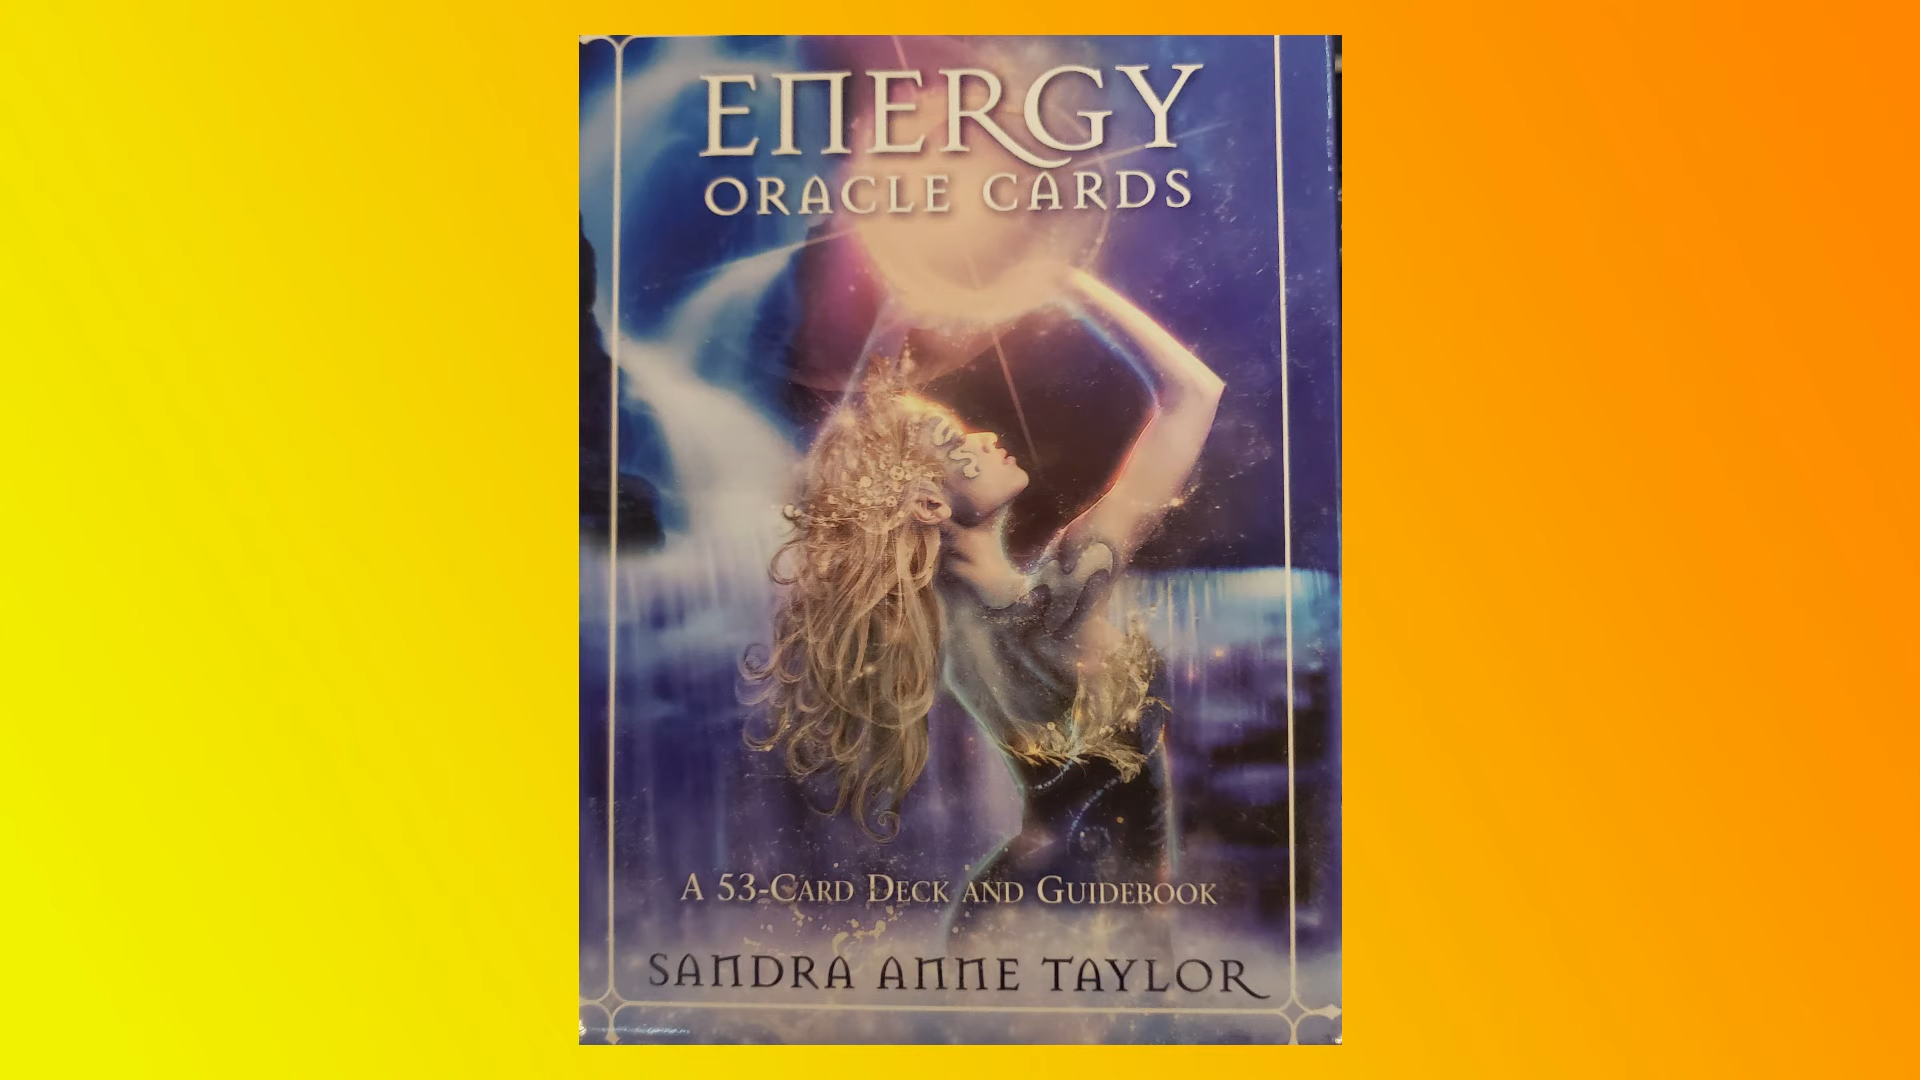 ENERGY
ORACLE CARDS
A 53-CARD DECK AND GUIDEBOOK
SANDRA ANNE TAYLOR